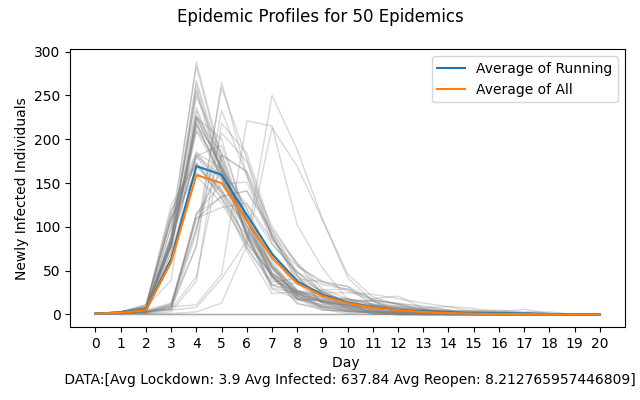 Epidemic Profiles for 50 Epidemics
300
250
200
150
100
50
0
Newly Infected Individuals
Average of Running
Average of All
0 1 2 3 4 5 6 7 8 9 10 11 12 13 14 15 16 17 18 19 20
Day
DATA:[Avg Lockdown: 3.9 Avg Infected: 637.84 Avg Reopen: 8.212765957446809]